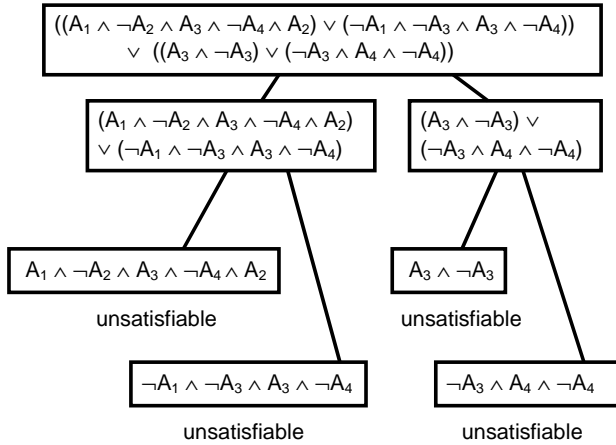 ((A₁ ∧ ¬A₂ ∧ A₃ ∧ ¬A₄ ∧ A₂) ∨ (¬A₁ ∧ ¬A₃ ∧ A₃ ∧ ¬A₄))
∨ ((A₃ ∧ ¬A₃) ∨ (¬A₃ ∧ A₄ ∧ ¬A₄))
(A₁ ∧ ¬A₂ ∧ A₃ ∧ ¬A₄ ∧ A₂)
∨ (¬A₁ ∧ ¬A₃ ∧ A₃ ∧ ¬A₄)
(A₃ ∧ ¬A₃) ∨
(¬A₃ ∧ A₄ ∧ ¬A₄)
A₁ ∧ ¬A₂ ∧ A₃ ∧ ¬A₄ ∧ A₂
unsatisfiable
A₃ ∧ ¬A₃
unsatisfiable
¬A₁ ∧ ¬A₃ ∧ A₃ ∧ ¬A₄
unsatisfiable
¬A₃ ∧ A₄ ∧ ¬A₄
unsatisfiable